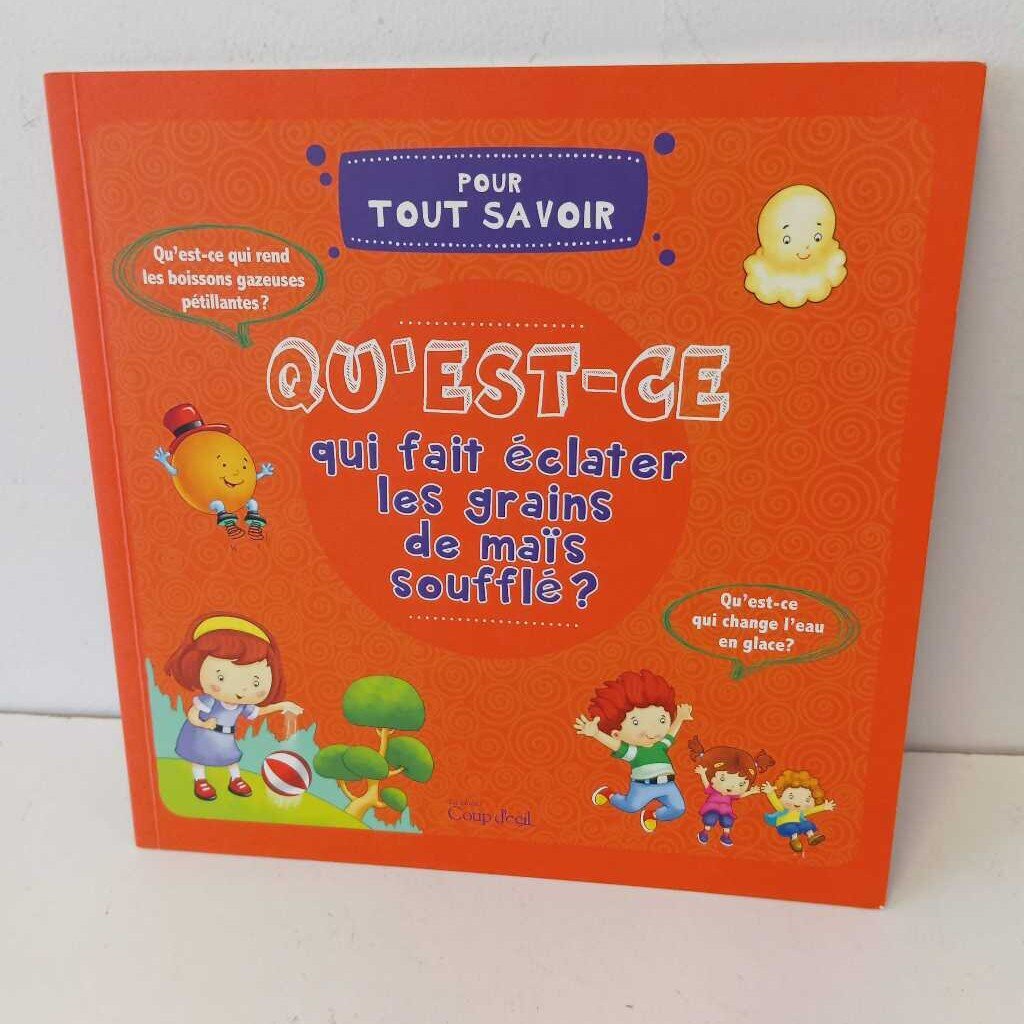 POUR
TOUT SAVOIR
Qu'est-ce qui rend
les boissons gazeuses
pétillantes ?
QU'EST-CE
qui fait éclater
les grains
de maïs
soufflé ?
Qu'est-ce
qui change l'eau
en glace?
Coup d'œil